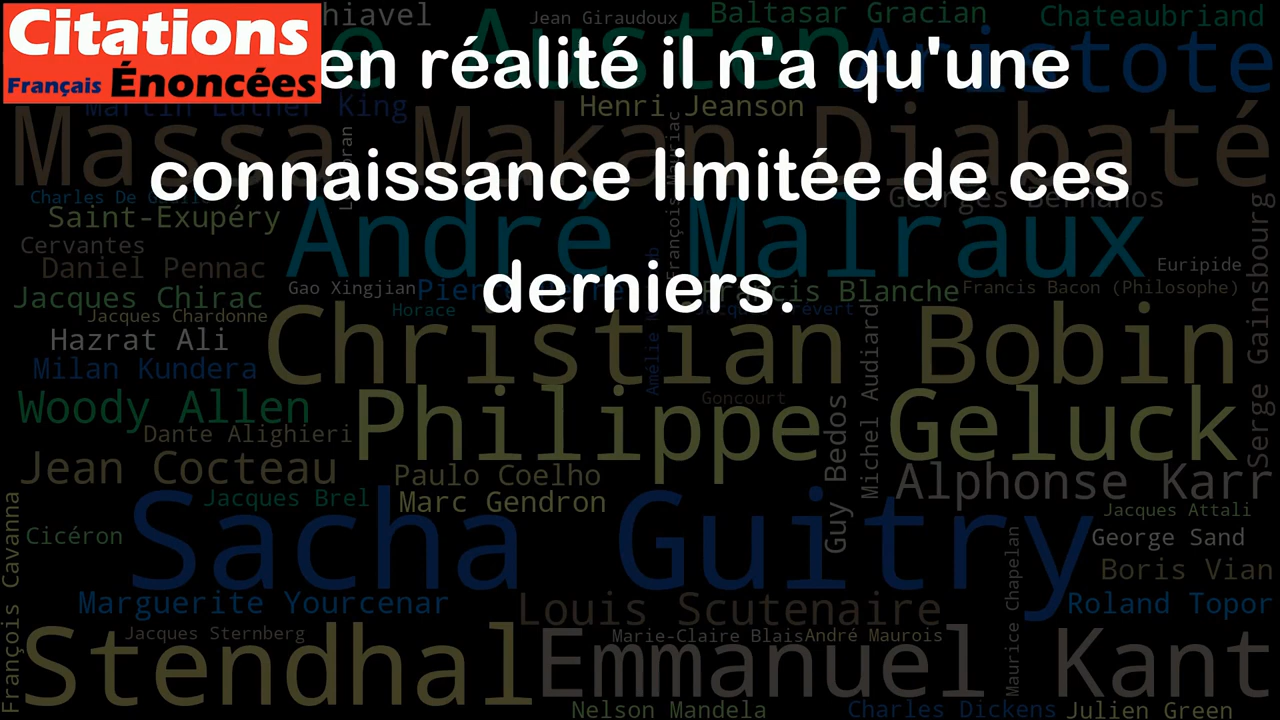 Citations
Français Énoncées
en réalité il n'a qu'une
connaissance limitée de ces
derniers.
Jean Giraudoux
Baltasar Gracian
Chateaubriand
Martin Luther King
Henri Jeanson
Massa Makan Diabaté
Charles De
Saint-Exupéry
André Malraux
Cervantes
Daniel Pennac
Euripide
Jacques Chirac
Gao Xingjian
Francis Blanche
Francis Bacon (Philosophe)
Serge Gainsbourg
Jacques Chardonne
Horace
Hazrat Ali
Christian Bobin
Milan Kundera
Michel Audiard
Woody Allen
Philippe Geluck
Goncourt
Guy Bedos
Dante Alighieri
Jean Cocteau
Paulo Coelho
Alphonse Karr
Jacques Brel
Marc Gendron
Sacha Guitry
Jacques Attali
Cicéron
George Sand
François Cavanna
Boris Vian
Marguerite Yourcenar
Louis Scutenaire
Maurice Chapelan
Roland Topor
Jacques Sternberg
Marie-Claire Blais
André Maurois
Stendhal
Emmanuel Kant
Nelson Mandela
Charles Dickens
Julien Green